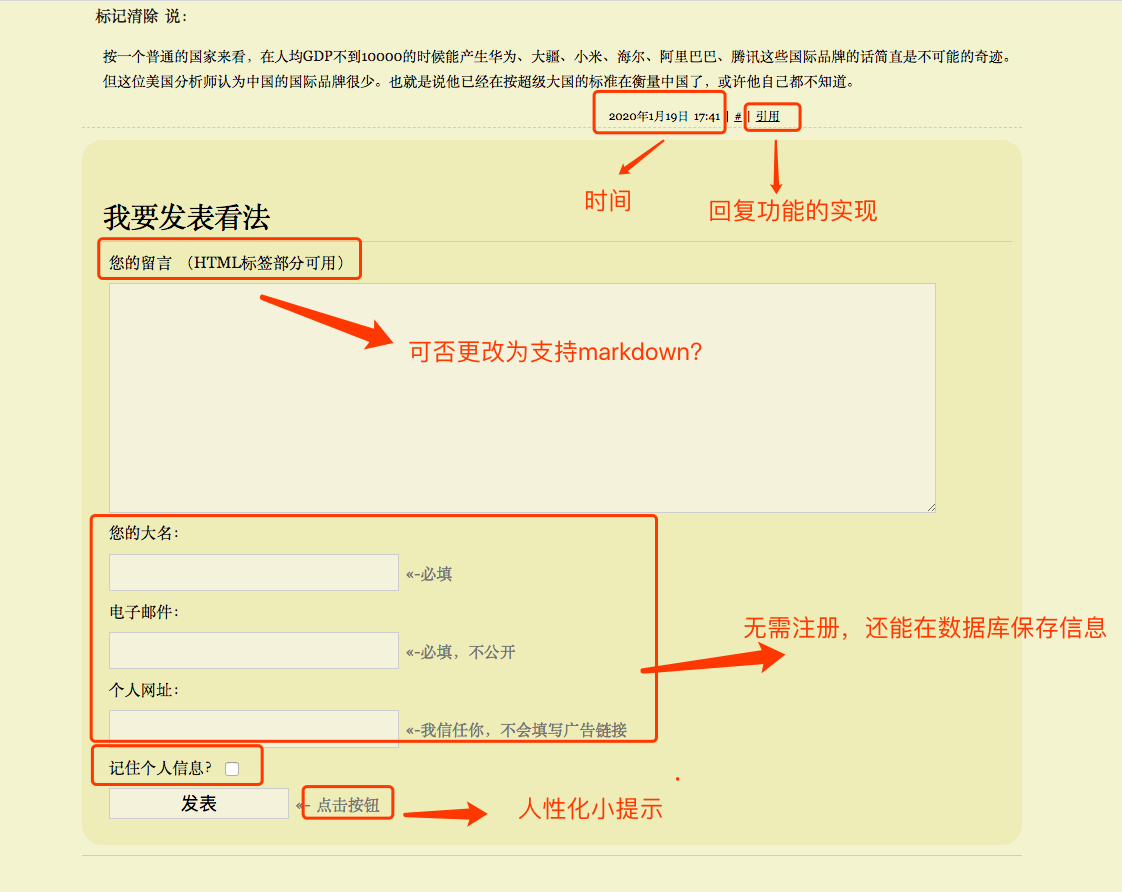 标记清除 说：
按一个普通的国家来看，在人均GDP不到10000的时候能产生华为、大疆、小米、海尔、阿里巴巴、腾讯这些国际品牌的话简直是不可能的奇迹。
但这位美国分析师认为中国的国际品牌很少。也就是说他已经在按超级大国的标准在衡量中国了，或许他自己都不知道。
2020年1月19日 17:41 | # | 引用
时间
回复功能的实现
我要发表看法
您的留言 （HTML标签部分可用）
可否更改为支持markdown?
您的大名：
«-必填
电子邮件：
«-必填，不公开
无需注册，还能在数据库保存信息
个人网址：
«-我信任你，不会填写广告链接
记住个人信息?
发表 «- 点击按钮
人性化小提示